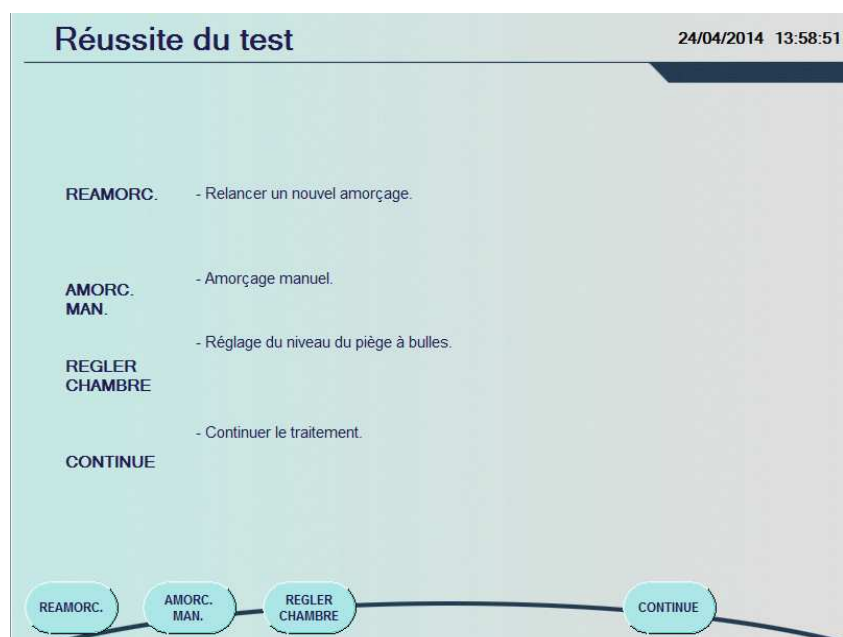 Réussite du test
24/04/2014 13:58:51
REAMORC.
- Relancer un nouvel amorçage.
- Amorçage manuel.
AMORC.
MAN.
- Réglage du niveau du piège à bulles.
REGLER
CHAMBRE
- Continuer le traitement.
CONTINUE
REAMORC.
AMORC.
MAN.
REGLER
CHAMBRE
CONTINUE